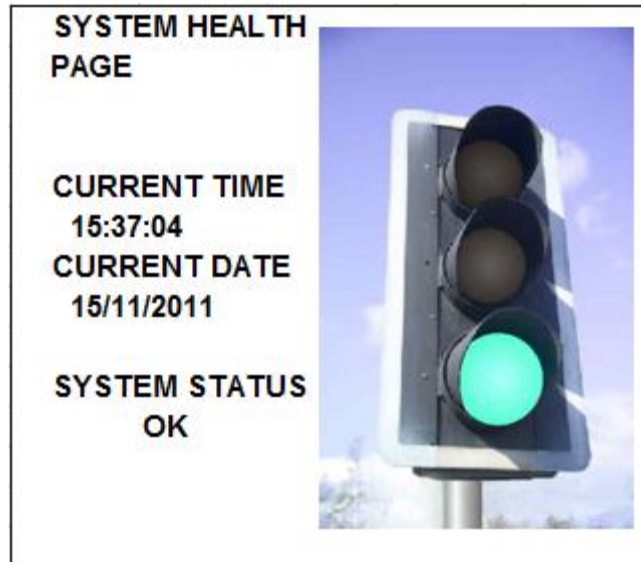 SYSTEM HEALTH
PAGE
CURRENT TIME
15:37:04
CURRENT DATE
15/11/2011
SYSTEM STATUS
OK